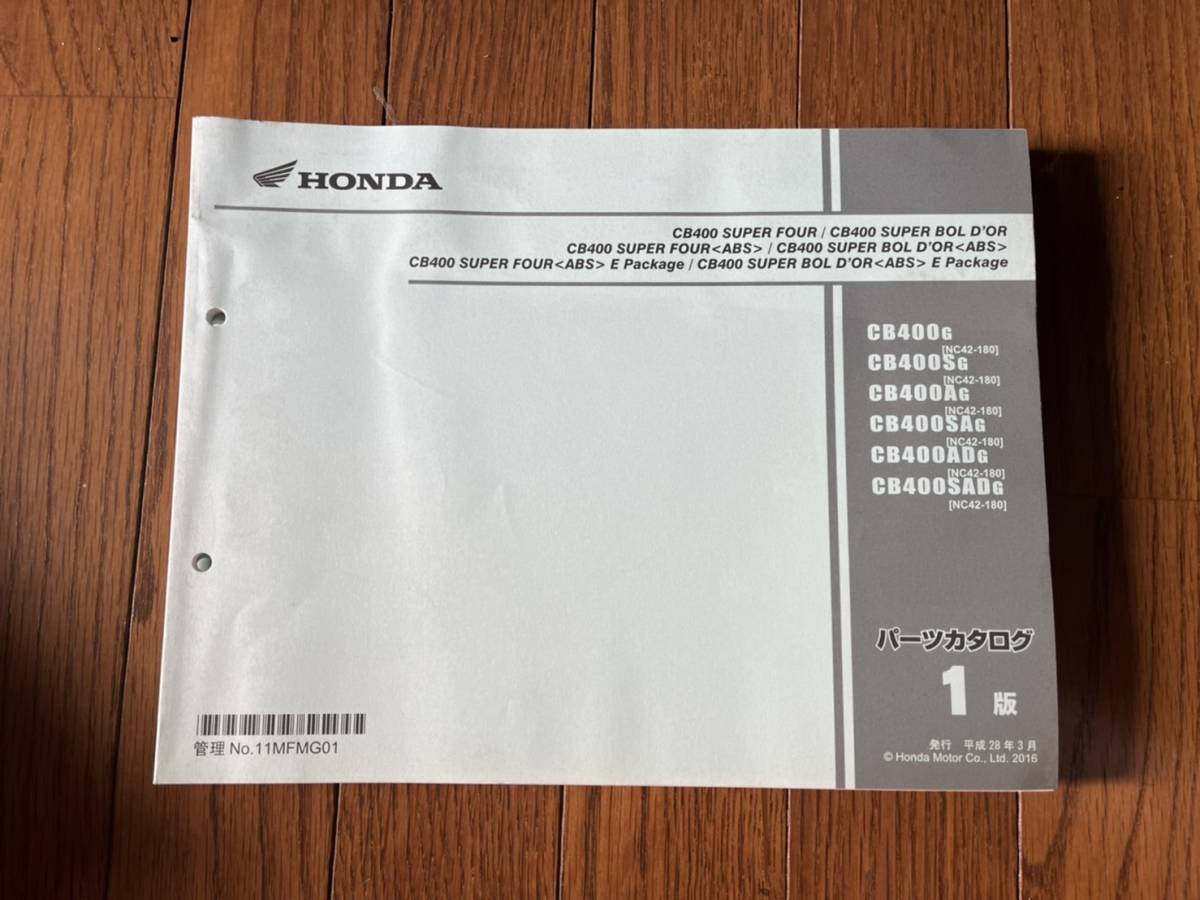 HONDA
CB400 SUPER FOUR / CB400 SUPER BOL D'OR
CB400 SUPER FOUR<ABS> / CB400 SUPER BOL D'OR<ABS>
CB400 SUPER FOUR<ABS> E Package / CB400 SUPER BOL D'OR<ABS> E Package
CB400G
[NC42-180]
CB400SG
[NC42-180]
CB400AG
[NC42-180]
CB400SAG
[NC42-180]
CB400ADG
[NC42-180]
CB400SADG
[NC42-180]
パーツカタログ
1 版
発行 平成28年3月
© Honda Motor Co., Ltd. 2016
管理 No.11MFMG01